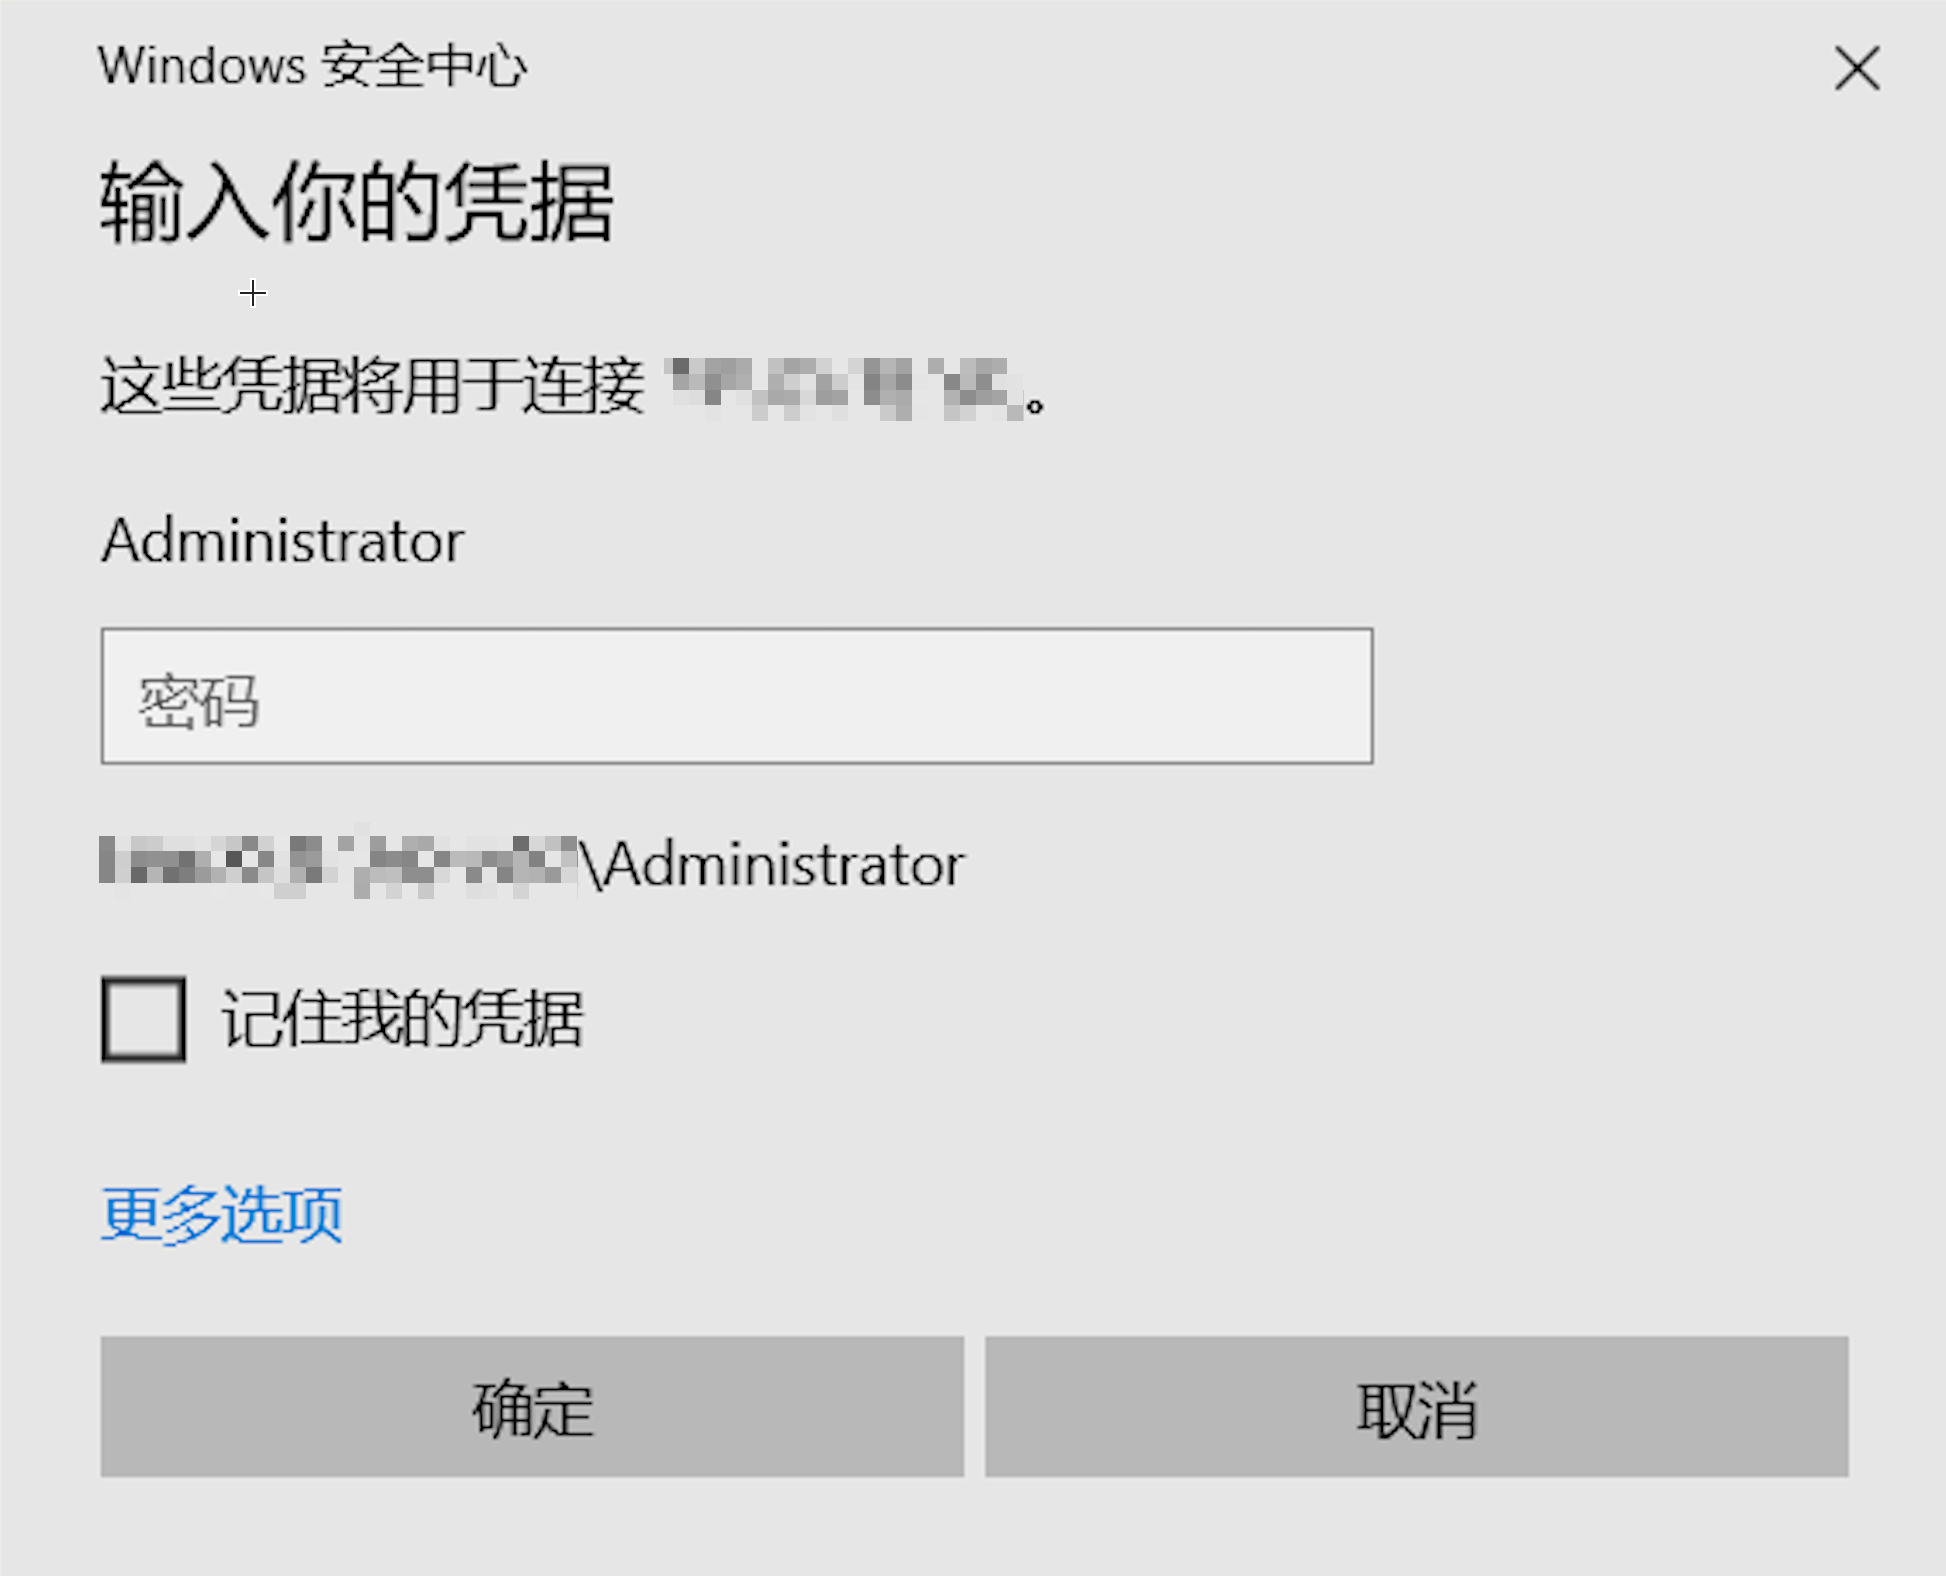 Windows 安全中心
输入你的凭据
这些凭据将用于连接 。
Administrator
密码
\Administrator
记住我的凭据
更多选项
确定
取消